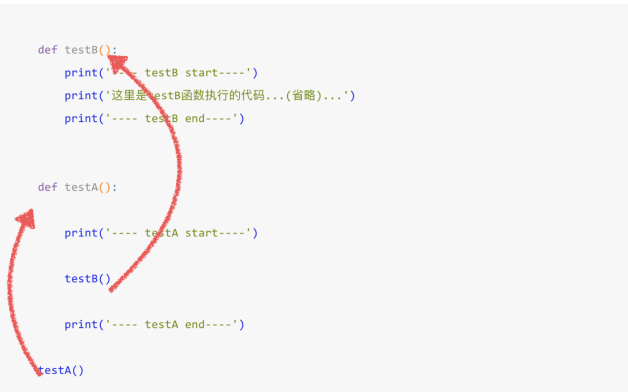 def testB():
    print('---- testB start----')
    print('这里是testB函数执行的代码...(省略)...')
    print('---- testB end----')
def testA():
    print('---- testA start----')
    testB()
    print('---- testA end----')
testA()